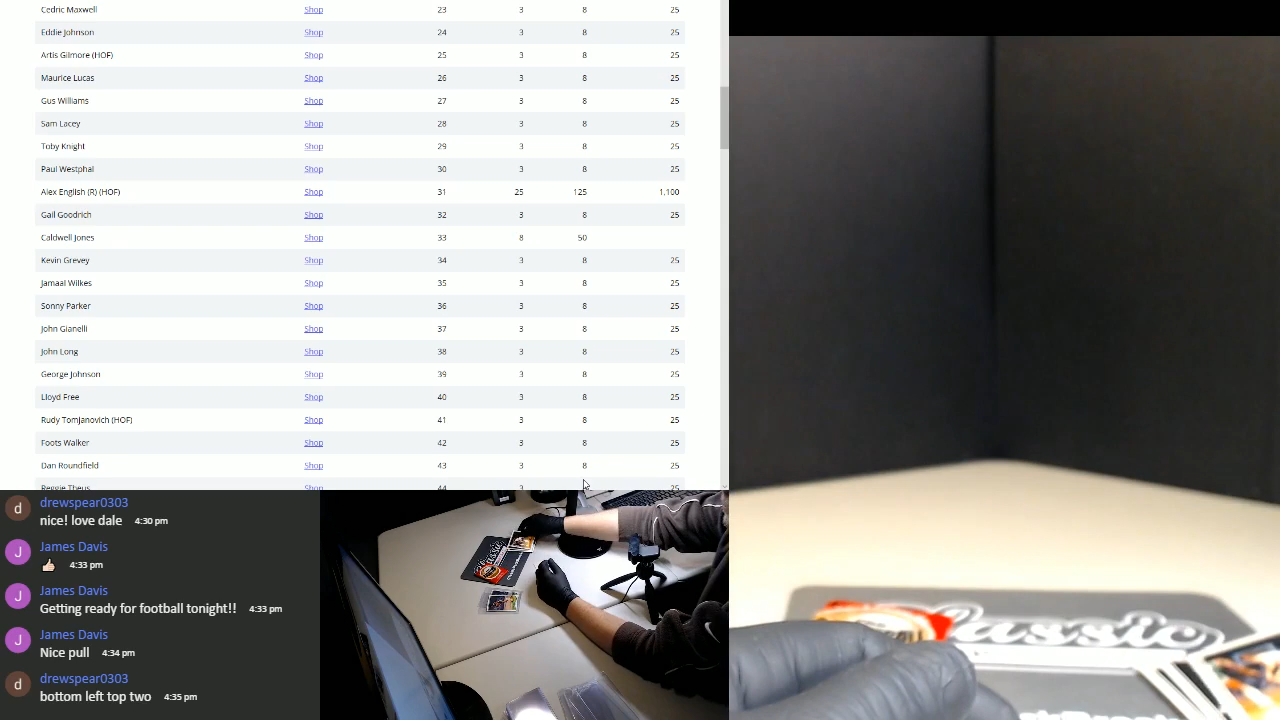 Cedric Maxwell Shop 23 3 8 25
Eddie Johnson Shop 24 3 8 25
Artis Gilmore (HOF) Shop 25 3 8 25
Maurice Lucas Shop 26 3 8 25
Gus Williams Shop 27 3 8 25
Sam Lacey Shop 28 3 8 25
Toby Knight Shop 29 3 8 25
Paul Westphal Shop 30 3 8 25
Alex English (R) (HOF) Shop 31 25 125 1,100
Gail Goodrich Shop 32 3 8 25
Caldwell Jones Shop 33 8 50
Kevin Grevey Shop 34 3 8 25
Jamaal Wilkes Shop 35 3 8 25
Sonny Parker Shop 36 3 8 25
John Gianelli Shop 37 3 8 25
John Long Shop 38 3 8 25
George Johnson Shop 39 3 8 25
Lloyd Free Shop 40 3 8 25
Rudy Tomjanovich (HOF) Shop 41 3 8 25
Foots Walker Shop 42 3 8 25
Dan Roundfield Shop 43 3 8 25
Reggie Theus Shop 44 3 25
drewspear0303
nice! love dale 4:30 pm
James Davis
👍🏻 4:33 pm
James Davis
Getting ready for football tonight!! 4:33 pm
James Davis
Nice pull 4:34 pm
drewspear0303
bottom left top two 4:35 pm